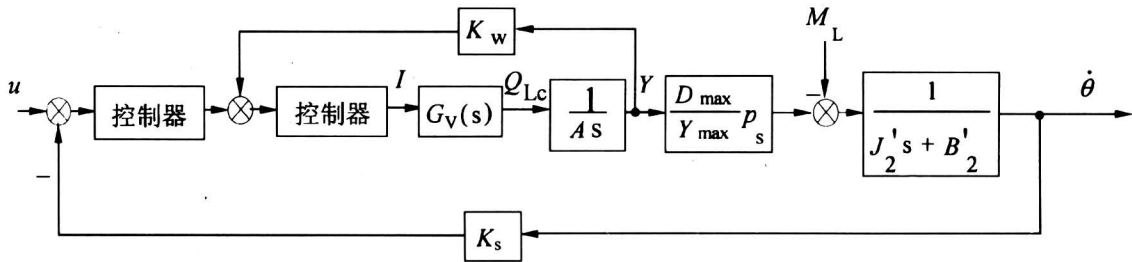 K w
M L
u
控制器
控制器
I
G V (s)
Q Lc
1
A s
Y
D max
Y max
p s
−
1
J 2 ' s + B ' 2
θ̇
−
K s